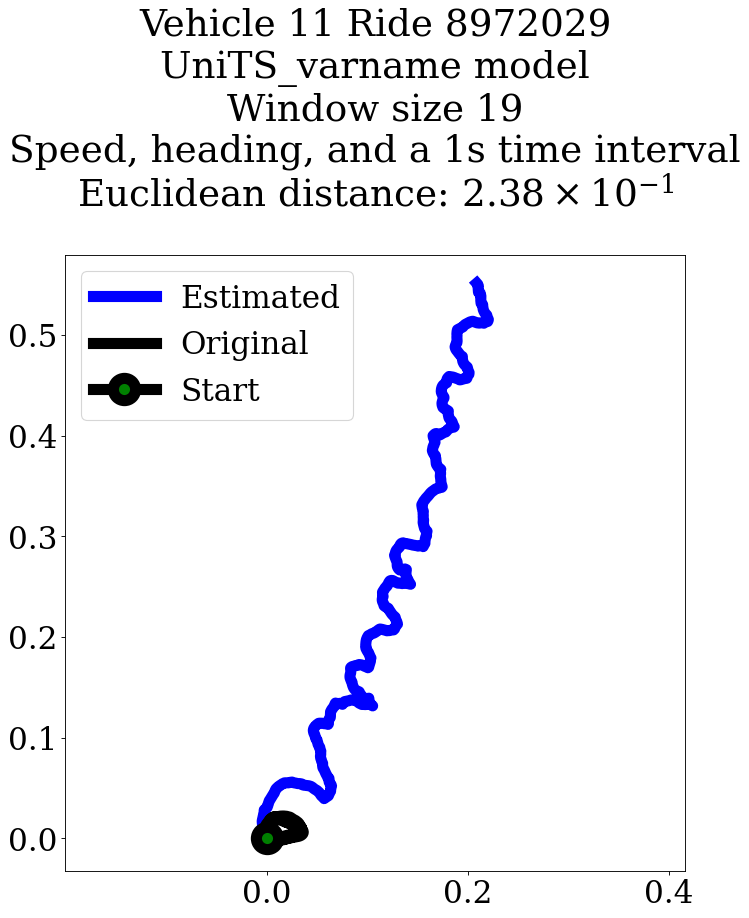 Vehicle 11 Ride 8972029
UniTS_varname model
Window size 19
Speed, heading, and a 1s time interval
Euclidean distance: 2.38 × 10⁻¹
Estimated
Original
Start
0.5
0.4
0.3
0.2
0.1
0.0
0.0 0.2 0.4